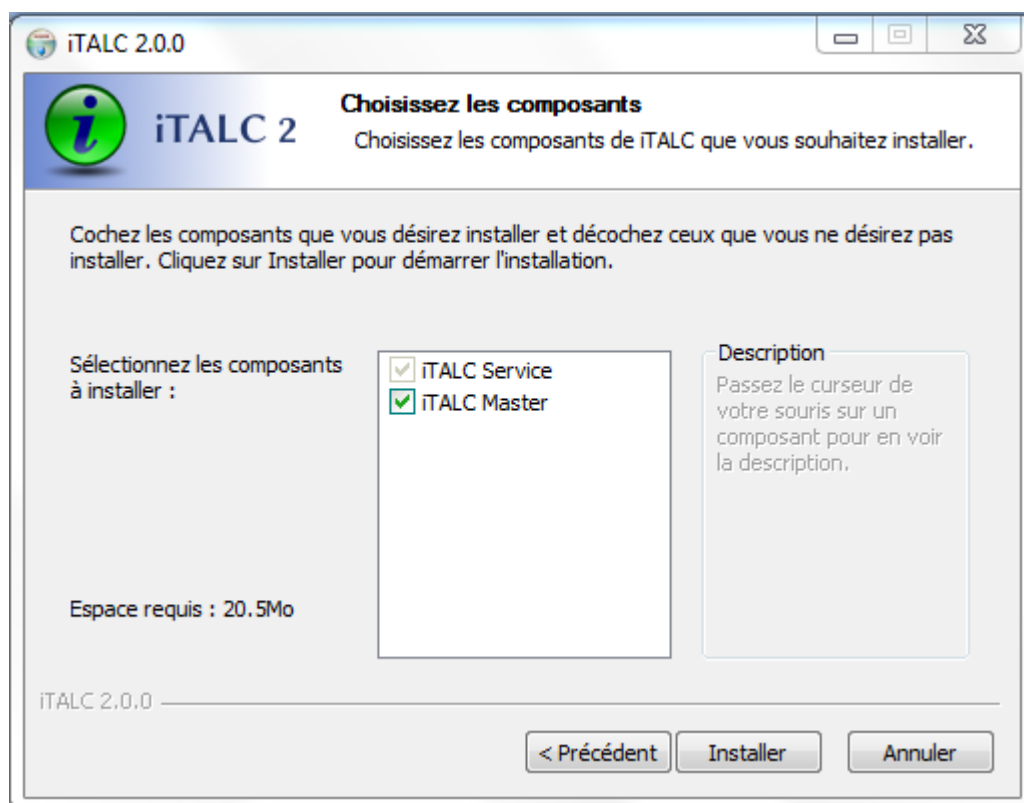 iTALC 2.0.0
iTALC 2
Choisissez les composants
Choisissez les composants de iTALC que vous souhaitez installer.
Cochez les composants que vous désirez installer et décochez ceux que vous ne désirez pas
installer. Cliquez sur Installer pour démarrer l'installation.
Sélectionnez les composants
à installer :
iTALC Service
iTALC Master
Description
Passez le curseur de
votre souris sur un
composant pour en voir
la description.
Espace requis : 20.5Mo
iTALC 2.0.0
< Précédent
Installer
Annuler